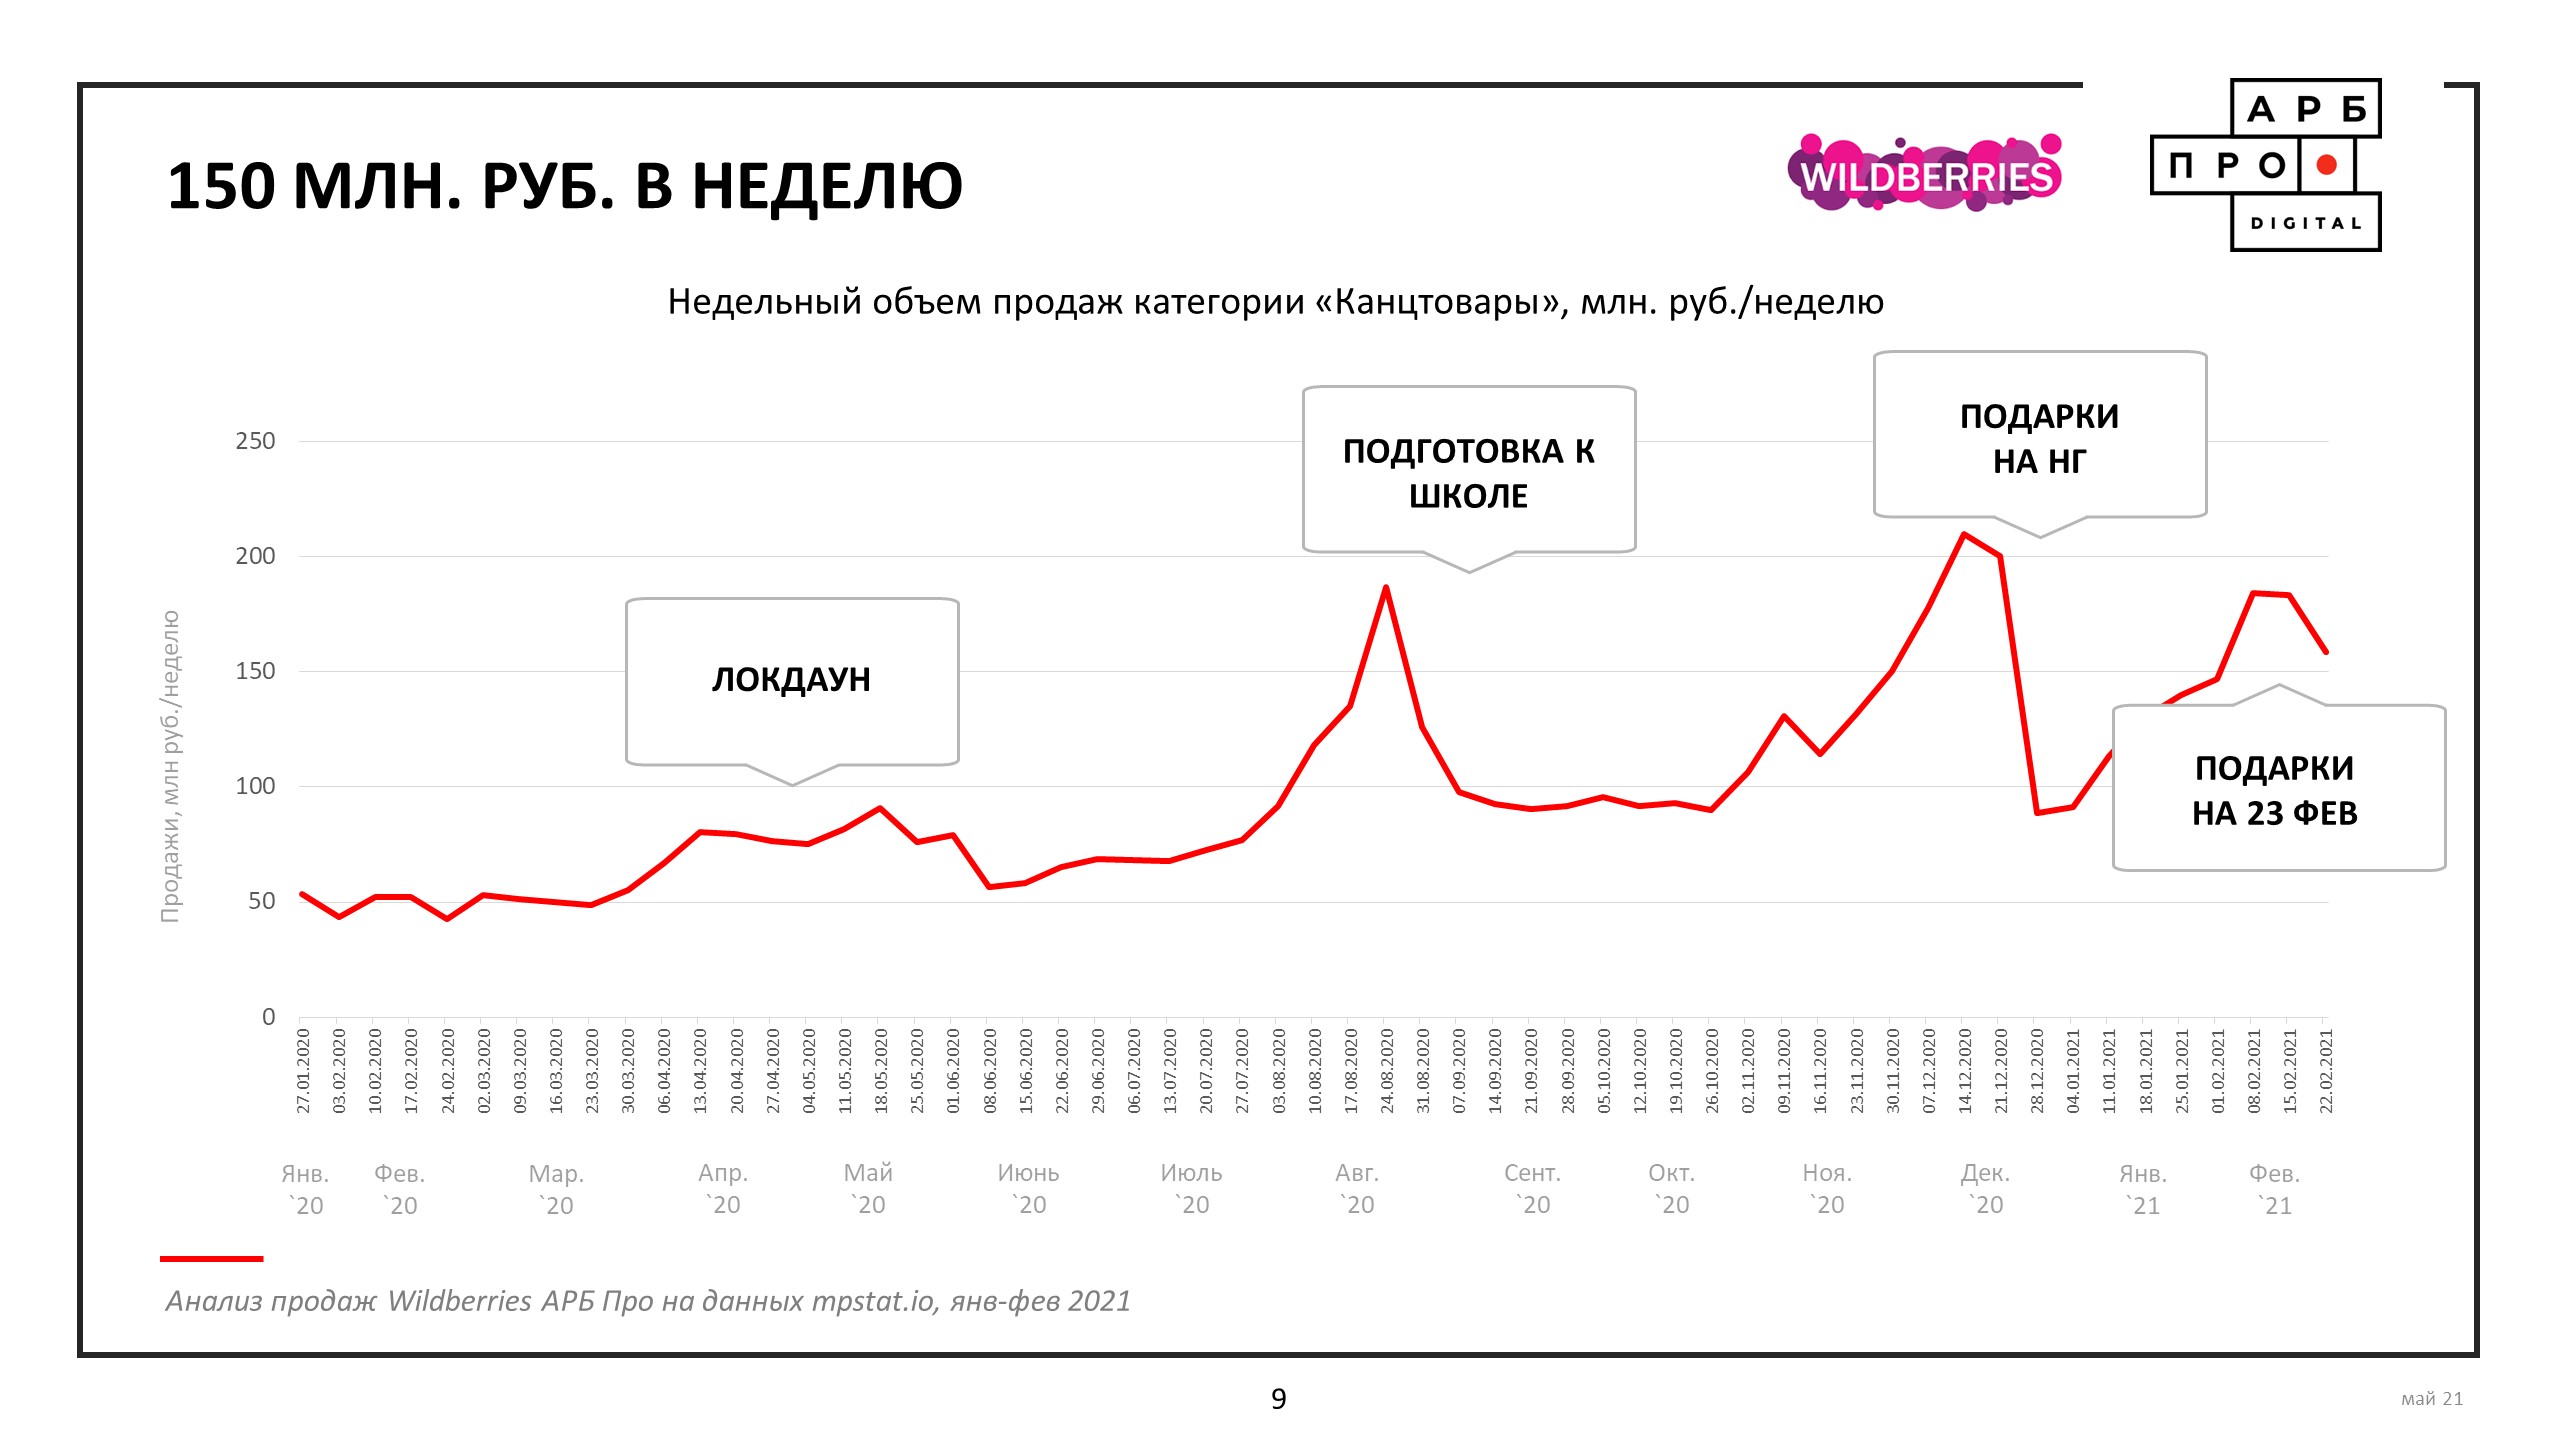 150 МЛН. РУБ. В НЕДЕЛЮ
WILDBERRIES
АРБ
ПРО
DIGITAL
Недельный объем продаж категории «Канцтовары», млн. руб./неделю
Продажи, млн руб./неделю
250
200
150
100
50
0
ЛОКДАУН
ПОДГОТОВКА К
ШКОЛЕ
ПОДАРКИ
НА НГ
ПОДАРКИ
НА 23 ФЕВ
27.01.2020
03.02.2020
10.02.2020
17.02.2020
24.02.2020
02.03.2020
09.03.2020
16.03.2020
23.03.2020
30.03.2020
06.04.2020
13.04.2020
20.04.2020
27.04.2020
04.05.2020
11.05.2020
18.05.2020
25.05.2020
01.06.2020
08.06.2020
15.06.2020
22.06.2020
29.06.2020
06.07.2020
13.07.2020
20.07.2020
27.07.2020
03.08.2020
10.08.2020
17.08.2020
24.08.2020
31.08.2020
07.09.2020
14.09.2020
21.09.2020
28.09.2020
05.10.2020
12.10.2020
19.10.2020
26.10.2020
02.11.2020
09.11.2020
16.11.2020
23.11.2020
30.11.2020
07.12.2020
14.12.2020
21.12.2020
28.12.2020
04.01.2021
11.01.2021
18.01.2021
25.01.2021
01.02.2021
08.02.2021
15.02.2021
22.02.2021
Янв.
`20
Фев.
`20
Мар.
`20
Апр.
`20
Май
`20
Июнь
`20
Июль
`20
Авг.
`20
Сент.
`20
Окт.
`20
Ноя.
`20
Дек.
`20
Янв.
`21
Фев.
`21
Анализ продаж Wildberries АРБ Про на данных mpstat.io, янв-фев 2021
9
май 21